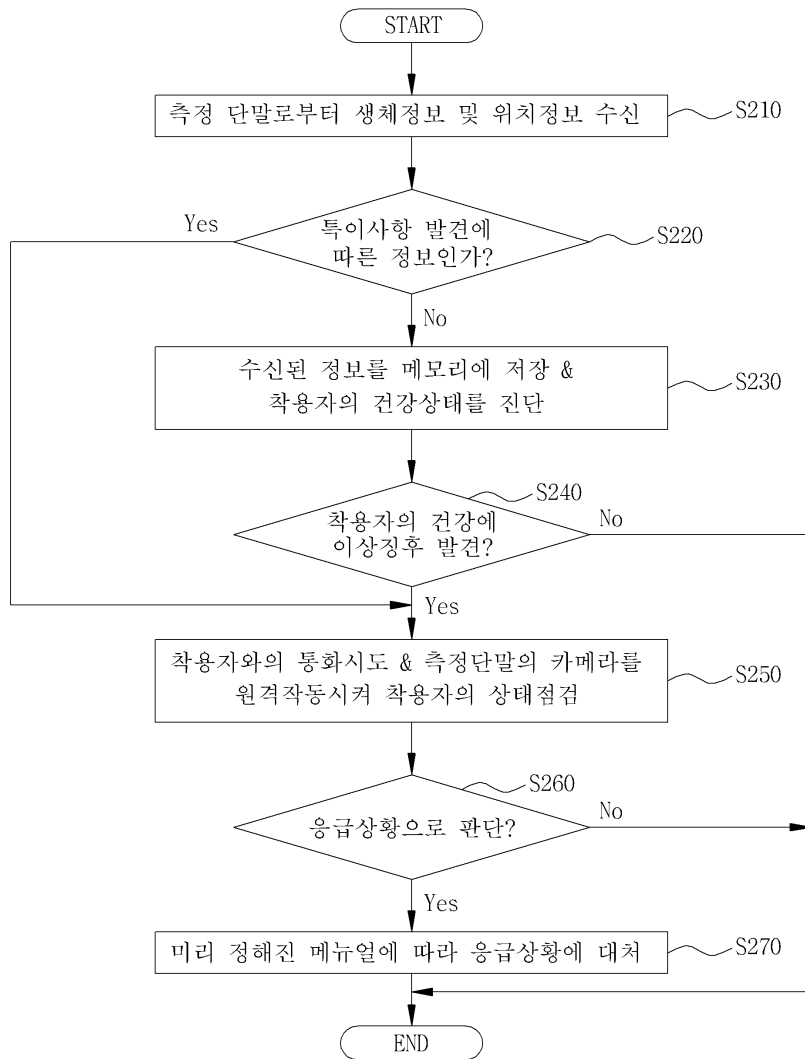 START
측정 단말로부터 생체정보 및 위치정보 수신
S210
Yes
특이사항 발견에
따른 정보인가?
S220
No
수신된 정보를 메모리에 저장 &
착용자의 건강상태를 진단
S230
S240
착용자의 건강에
이상징후 발견?
No
Yes
착용자와의 통화시도 & 측정단말의 카메라를
원격작동시켜 착용자의 상태점검
S250
S260
응급상황으로 판단?
No
Yes
미리 정해진 메뉴얼에 따라 응급상황에 대처
S270
END